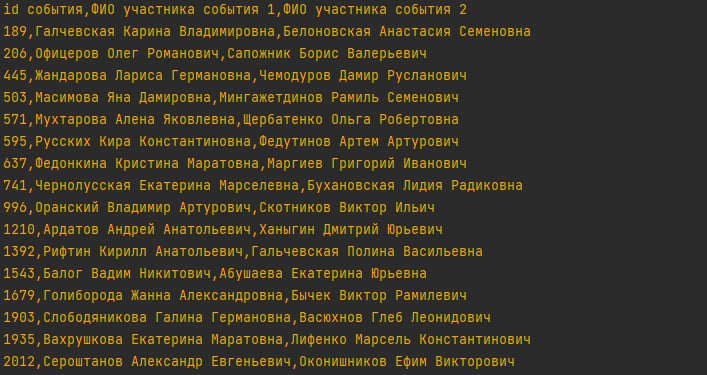 id события,ФИО участника события 1,ФИО участника события 2
189,Галчевская Карина Владимировна,Белоновская Анастасия Семеновна
206,Офицеров Олег Романович,Сапожник Борис Валерьевич
445,Жандарова Лариса Германовна,Чемодуров Дамир Русланович
503,Масимова Яна Дамировна,Мингажетдинов Рамиль Семенович
571,Мухтарова Алена Яковлевна,Щербатенко Ольга Робертовна
595,Русских Кира Константиновна,Федутинов Артем Артурович
637,Федонкина Кристина Маратовна,Маргиев Григорий Иванович
741,Чернолусская Екатерина Марселевна,Бухановская Лидия Радиковна
996,Оранский Владимир Артурович,Скотников Виктор Ильич
1210,Ардатов Андрей Анатольевич,Ханыгин Дмитрий Юрьевич
1392,Рифтин Кирилл Анатольевич,Гальчевская Полина Васильевна
1543,Балог Вадим Никитович,Абушаева Екатерина Юрьевна
1679,Голиборода Жанна Александровна,Бычек Виктор Рамилевич
1903,Слободяникова Галина Германовна,Васюхнов Глеб Леонидович
1935,Вахрушкова Екатерина Маратовна,Лифенко Марсель Константинович
2012,Сероштанов Александр Евгеньевич,Оконишников Ефим Викторович